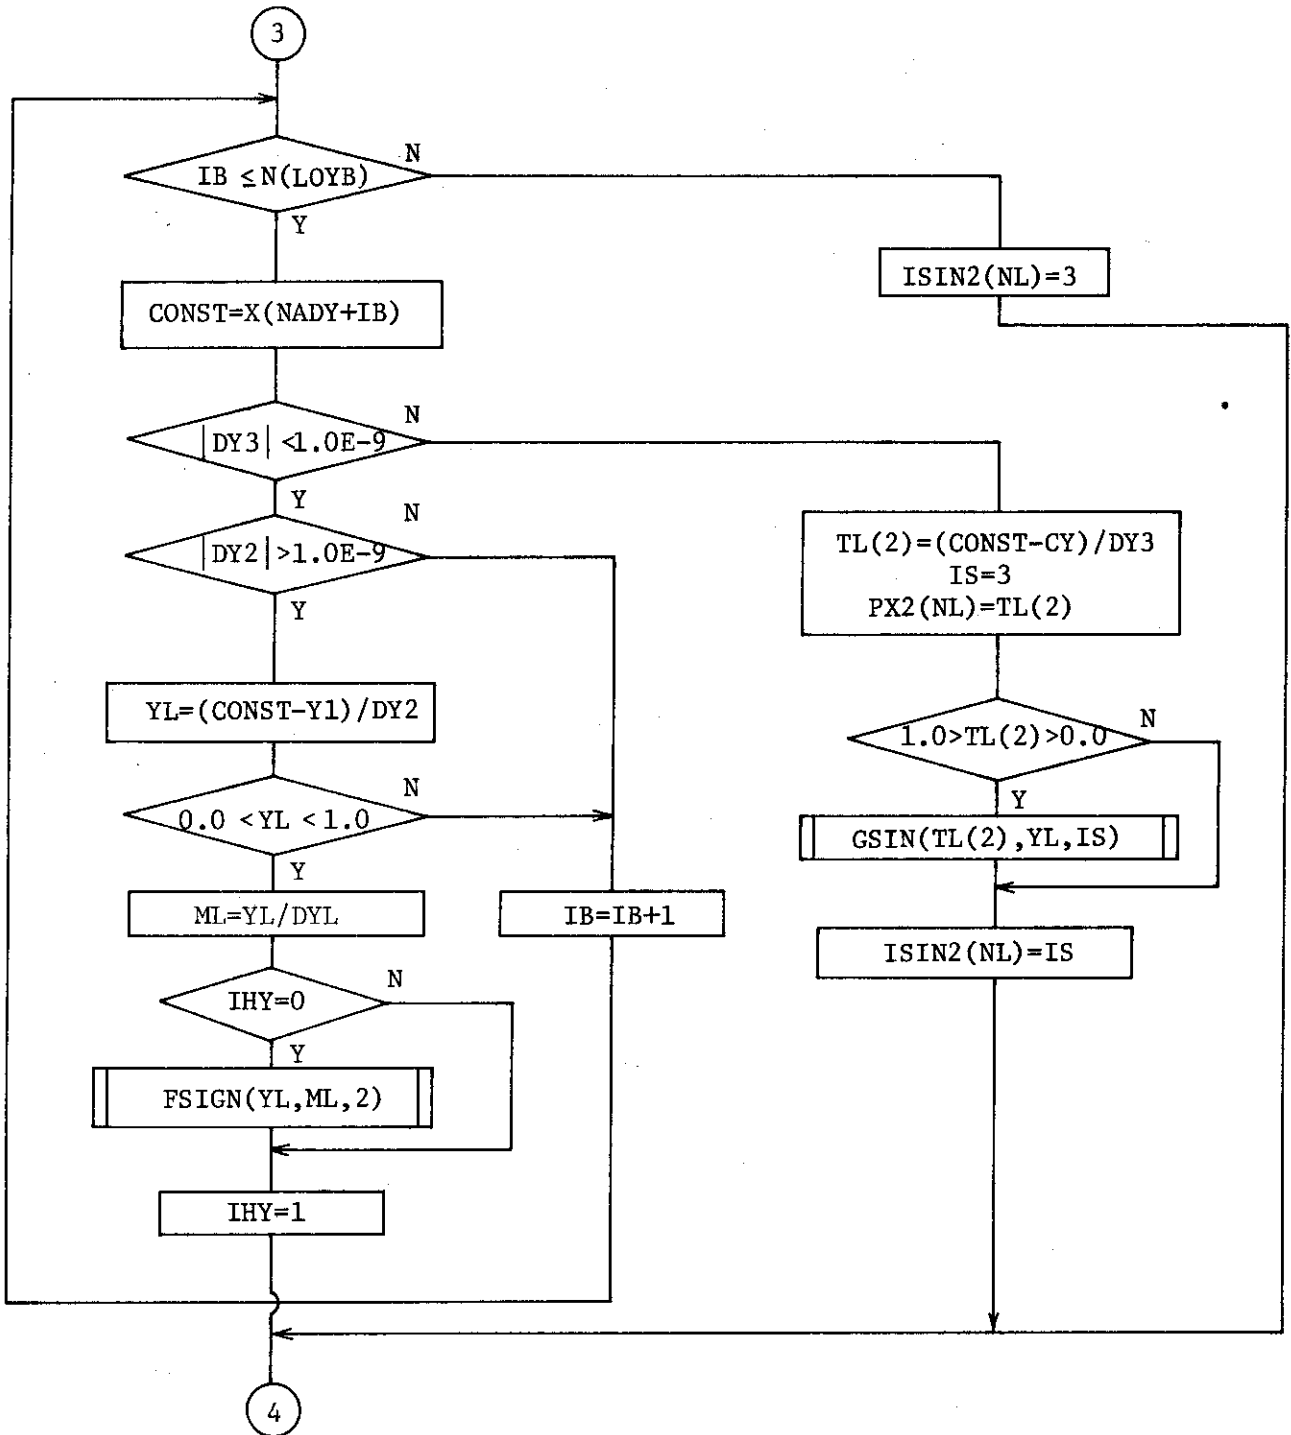 3
IB ≤N(LOYB)
N
Y
ISIN2(NL)=3
CONST=X(NADY+IB)
|DY3| <1.0E-9
N
Y
|DY2|>1.0E-9
N
Y
TL(2)=(CONST-CY)/DY3
IS=3
PX2(NL)=TL(2)
YL=(CONST-Y1)/DY2
1.0>TL(2)>0.0
N
Y
0.0 <YL <1.0
N
Y
GSIN(TL(2),YL,IS)
ML=YL/DYL
IB=IB+1
ISIN2(NL)=IS
IHY=0
N
Y
FSIGN(YL,ML,2)
IHY=1
4